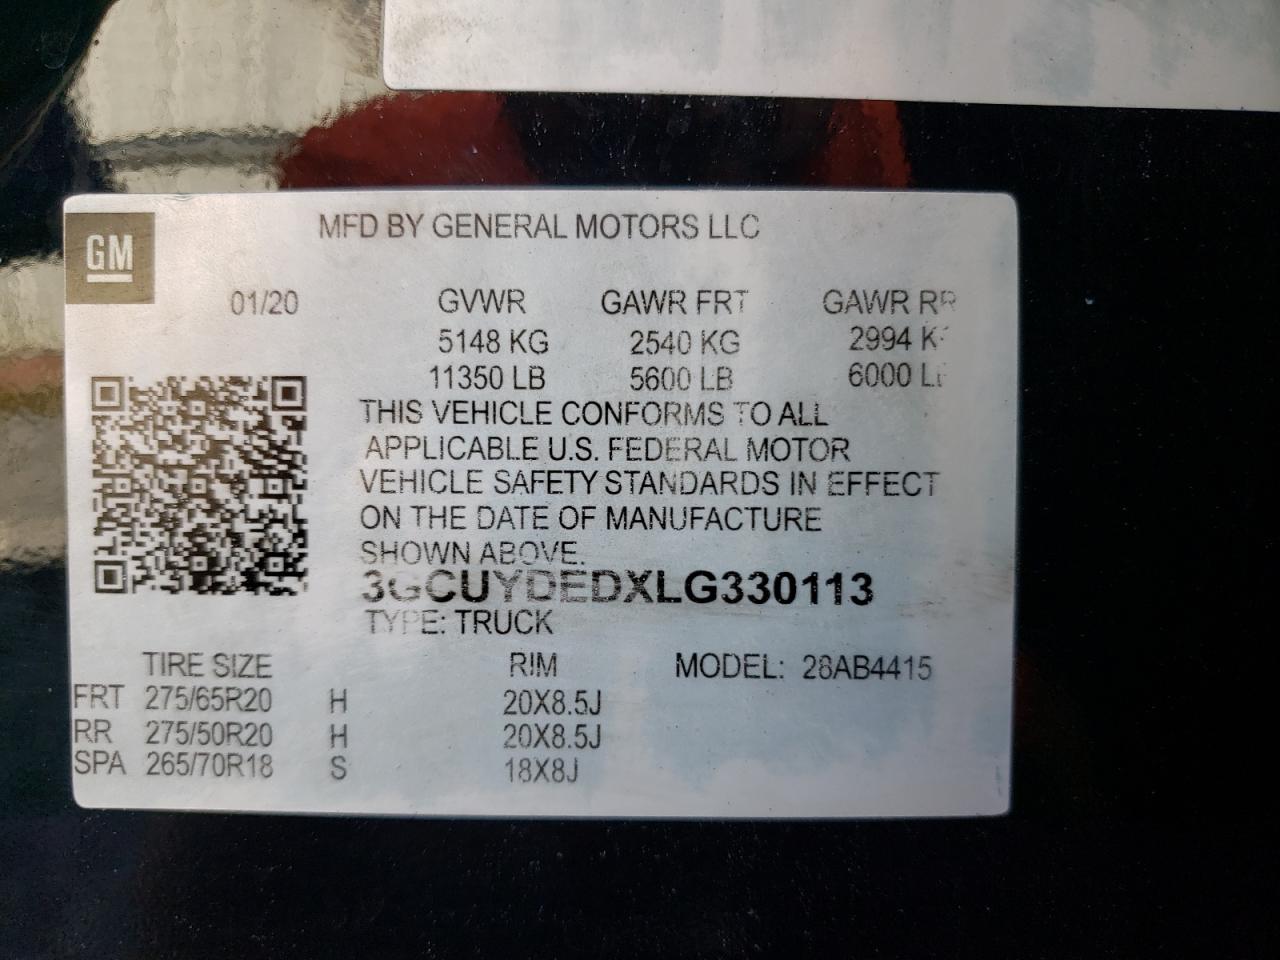 MFD BY GENERAL MOTORS LLC
GM
01/20 GVWR GAWR FRT GAWR RR
5148 KG 2540 KG 2994 K
11350 LB 5600 LB 6000 L
THIS VEHICLE CONFORMS TO ALL
APPLICABLE U.S. FEDERAL MOTOR
VEHICLE SAFETY STANDARDS IN EFFECT
ON THE DATE OF MANUFACTURE
SHOWN ABOVE.
3GCUYDEDXLG330113
TYPE: TRUCK
TIRE SIZE RIM MODEL: 28AB4415
FRT 275/65R20 H 20X8.5J
RR 275/50R20 H 20X8.5J
SPA 265/70R18 S 18X8J